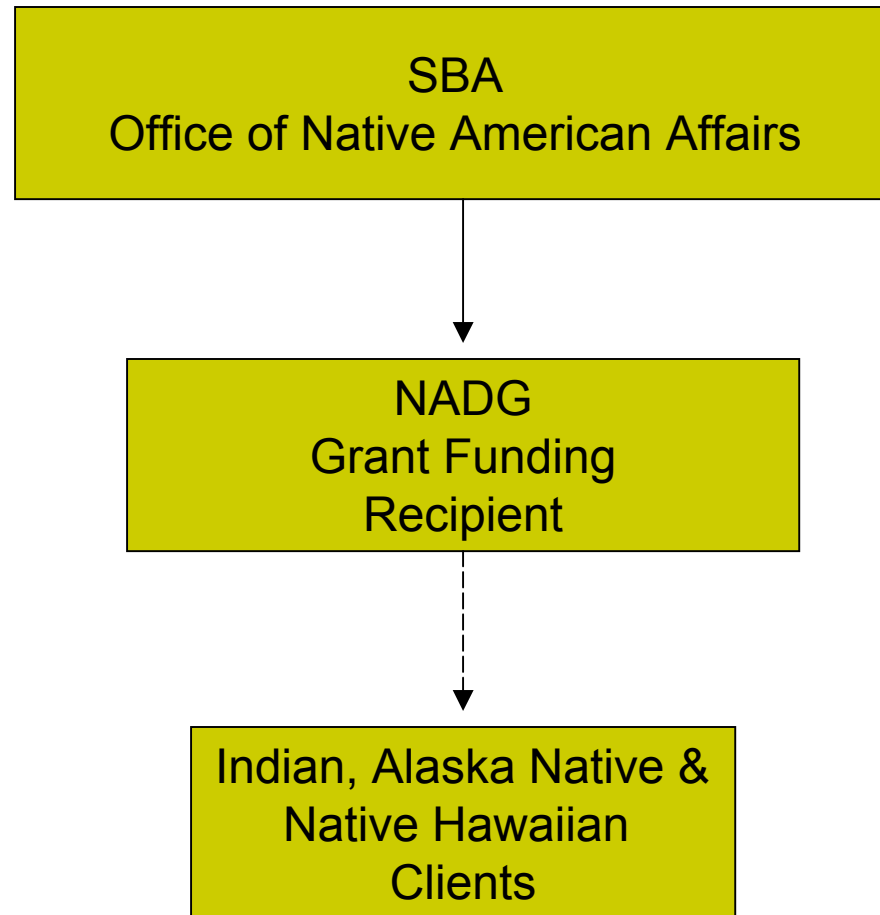 SBA
Office of Native American Affairs
NADG
Grant Funding
Recipient
Indian, Alaska Native &
Native Hawaiian
Clients